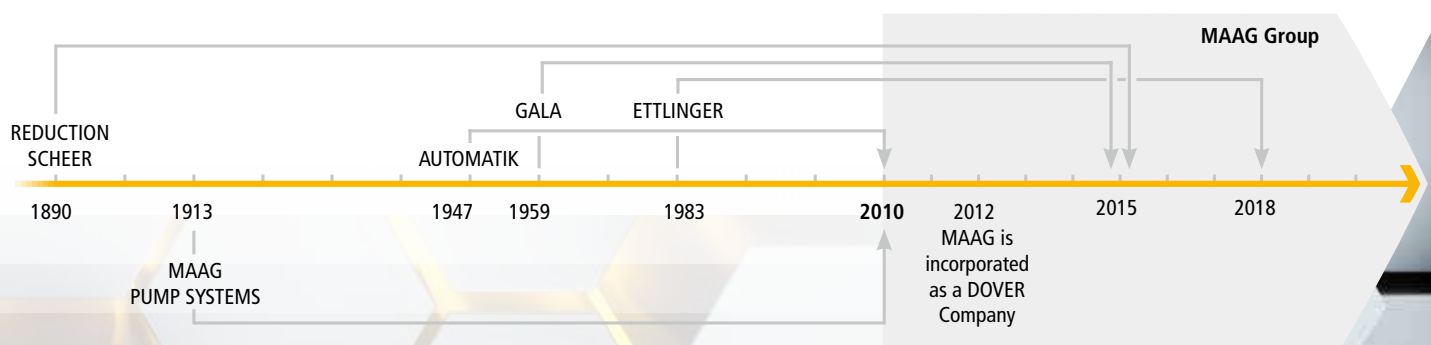 MAAG Group
GALA
ETTLINGER
REDUCTION
SCHEER
AUTOMATIK
1890
1913
1947
1959
1983
2010
2012
2015
2018
MAAG
PUMP SYSTEMS
MAAG is
incorporated
as a DOVER
Company